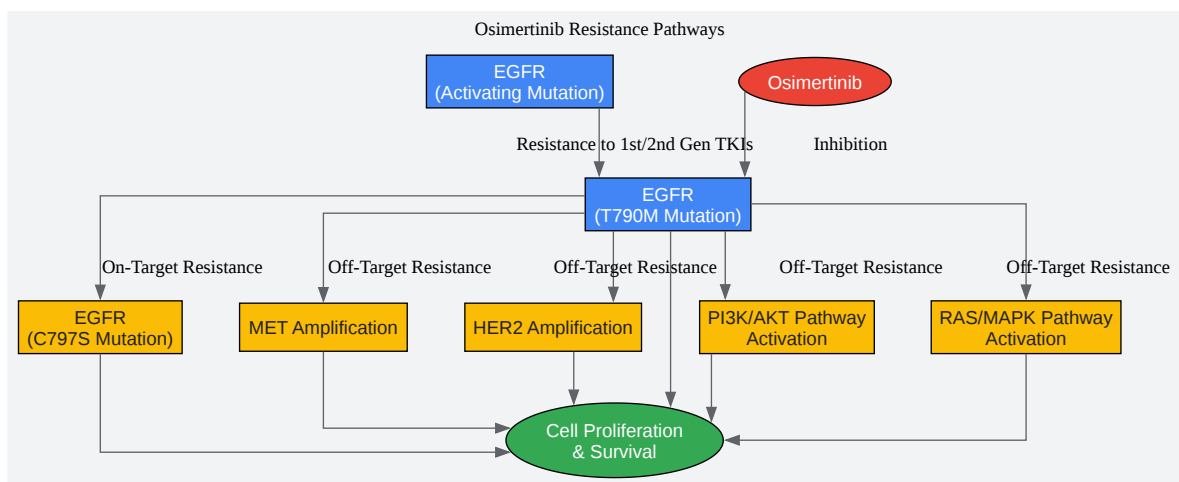 Osimertinib Resistance Pathways
EGFR
(Activating Mutation)
Osimertinib
Resistance to 1st/2nd Gen TKIs
Inhibition
EGFR
(T790M Mutation)
On-Target Resistance
Off-Target Resistance
Off-Target Resistance
Off-Target Resistance
Off-Target Resistance
EGFR
(C797S Mutation)
MET Amplification
HER2 Amplification
PI3K/AKT Pathway
Activation
RAS/MAPK Pathway
Activation
Cell Proliferation
& Survival